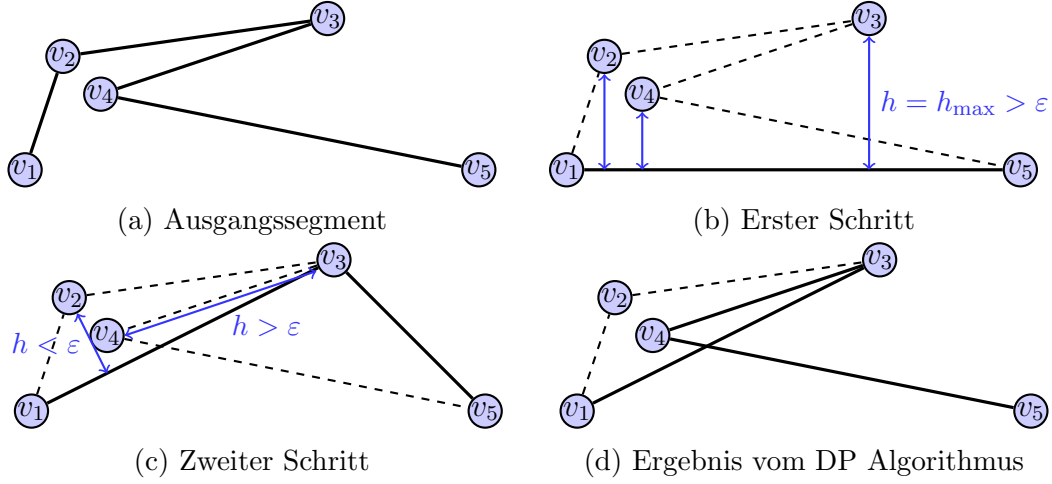 v3
v2
v4
v1
v5
(a) Ausgangssegment
v3
v2
v4
h = hmax > ε
v1
v5
(b) Erster Schritt
v3
v2
v4
h > ε
h < ε
v1
v5
(c) Zweiter Schritt
v3
v2
v4
v1
v5
(d) Ergebnis vom DP Algorithmus